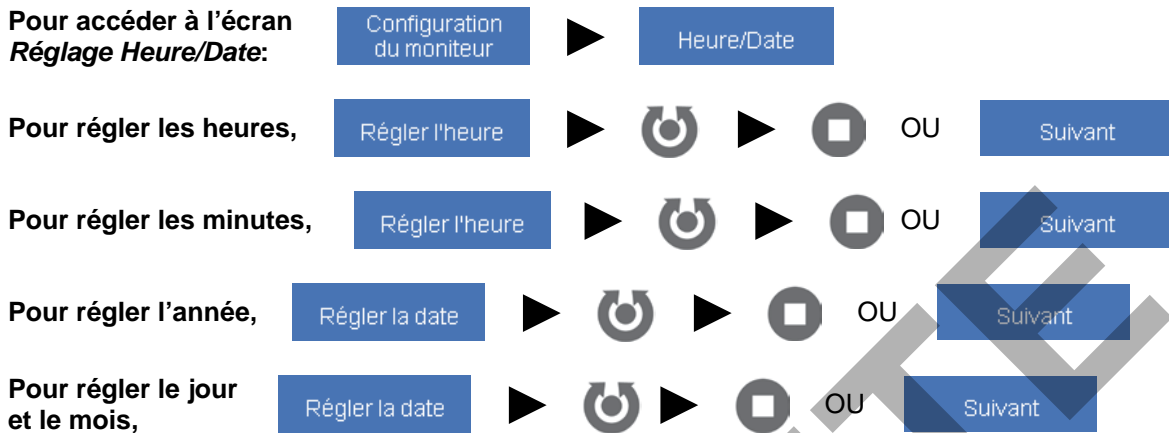 Pour accéder à l'écran
Réglage Heure/Date:
Configuration
du moniteur
Heure/Date
Pour régler les heures,
Régler l'heure
OU
Suivant
Pour régler les minutes,
Régler l'heure
OU
Suivant
Pour régler l'année,
Régler la date
OU
Suivant
Pour régler le jour
et le mois,
Régler la date
OU
Suivant